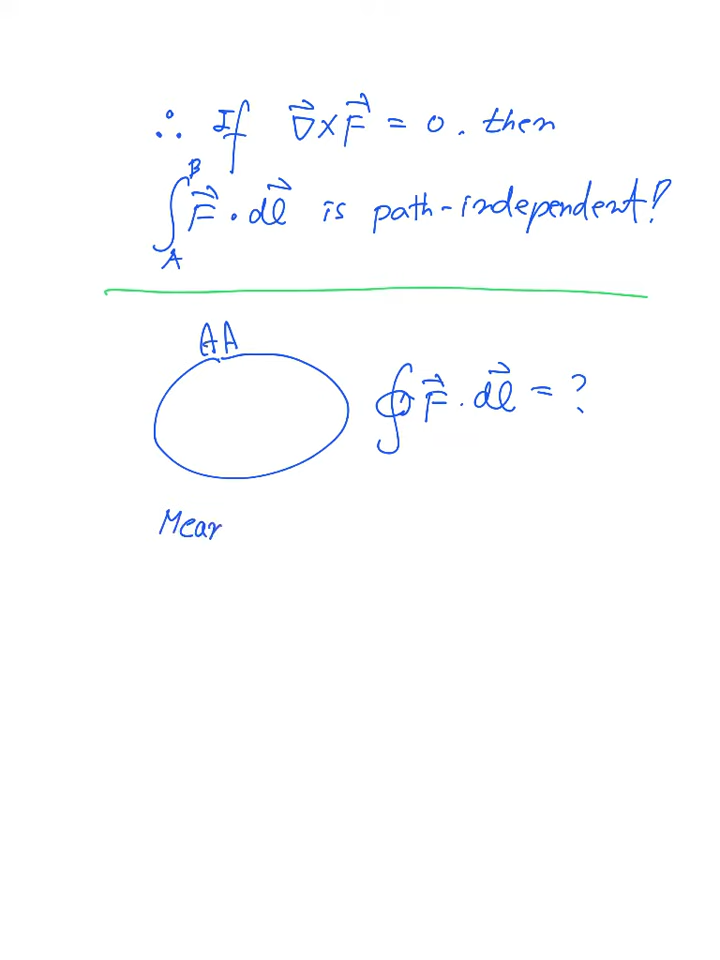 ∴ If ∇⃗×F⃗ = 0. then
∫_A^B F⃗ · dl⃗ is path-independent!
AA
∮ F⃗ · dl⃗ = ?
Mear